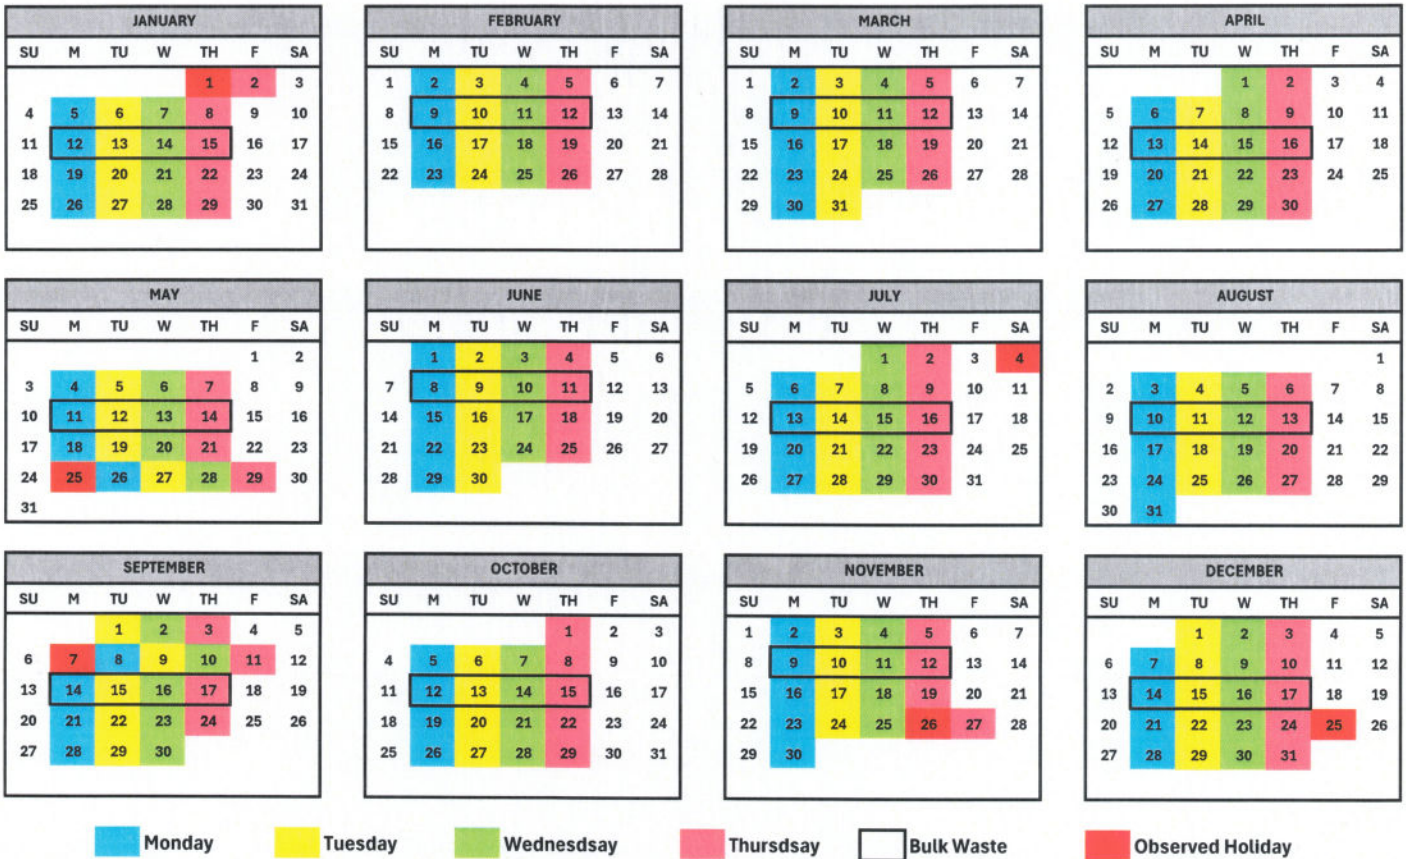 JANUARY FEBRUARY MARCH APRIL
SU M TU W TH F SA SU M TU W TH F SA SU M TU W TH F SA SU M TU W TH F SA
1 2 3 1 2 3 4 5 6 7 1 2 3 4 5 6 7 1 2 3 4
4 5 6 7 8 9 10 8 9 10 11 12 13 14 8 9 10 11 12 13 14 5 6 7 8 9 10 11
11 12 13 14 15 16 17 15 16 17 18 19 20 21 15 16 17 18 19 20 21 12 13 14 15 16 17 18
18 19 20 21 22 23 24 22 23 24 25 26 27 28 22 23 24 25 26 27 28 19 20 21 22 23 24 25
25 26 27 28 29 30 31 29 30 31 26 27 28 29 30
MAY JUNE JULY AUGUST
SU M TU W TH F SA SU M TU W TH F SA SU M TU W TH F SA SU M TU W TH F SA
1 2 1 2 3 4 5 6 1 2 3 4 1
3 4 5 6 7 8 9 7 8 9 10 11 12 13 5 6 7 8 9 10 11 2 3 4 5 6 7 8
10 11 12 13 14 15 16 14 15 16 17 18 19 20 12 13 14 15 16 17 18 9 10 11 12 13 14 15
17 18 19 20 21 22 23 21 22 23 24 25 26 27 19 20 21 22 23 24 25 16 17 18 19 20 21 22
24 25 26 27 28 29 30 28 29 30 26 27 28 29 30 31 23 24 25 26 27 28 29
31 30 31
SEPTEMBER OCTOBER NOVEMBER DECEMBER
SU M TU W TH F SA SU M TU W TH F SA SU M TU W TH F SA SU M TU W TH F SA
1 2 3 4 5 1 2 3 1 2 3 4 5 6 7 1 2 3 4 5
6 7 8 9 10 11 12 4 5 6 7 8 9 10 8 9 10 11 12 13 14 6 7 8 9 10 11 12
13 14 15 16 17 18 19 11 12 13 14 15 16 17 15 16 17 18 19 20 21 13 14 15 16 17 18 19
20 21 22 23 24 25 26 18 19 20 21 22 23 24 22 23 24 25 26 27 28 20 21 22 23 24 25 26
27 28 29 30 25 26 27 28 29 30 31 29 30 27 28 29 30 31
Monday Tuesday Wednesdsay Thursdsay Bulk Waste Observed Holiday